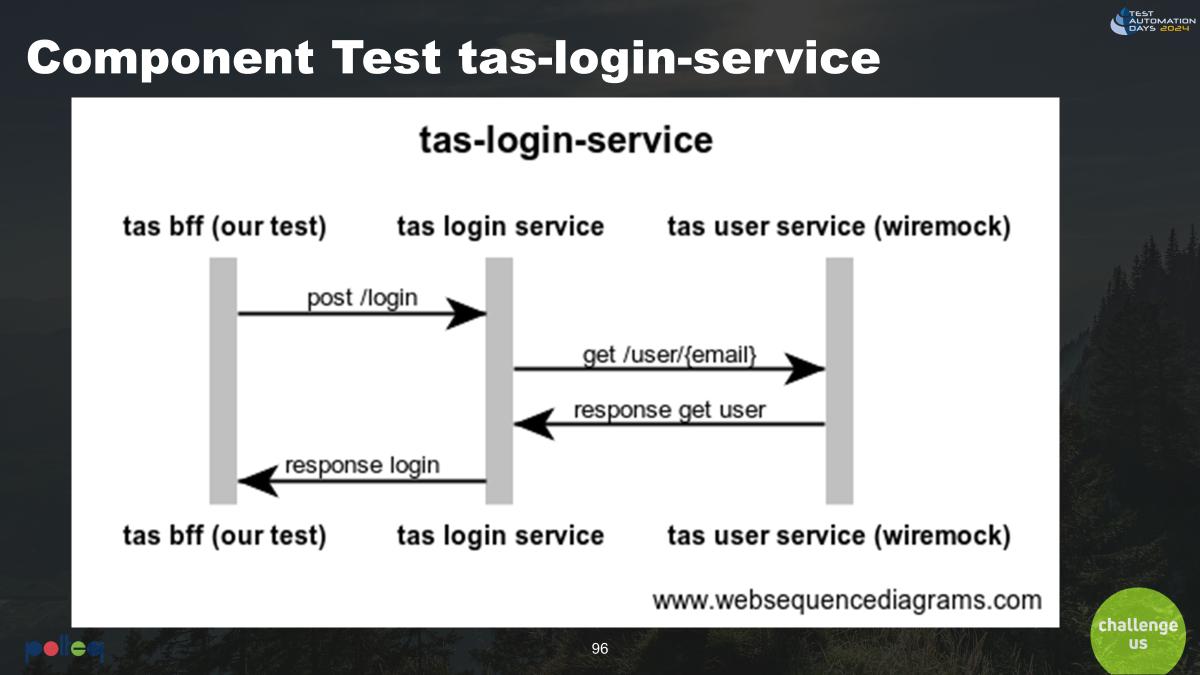 TEST
AUTOMATION
DAYS 2024
Component Test tas-login-service
tas-login-service
tas bff (our test) tas login service tas user service (wiremock)
post /login
get /user/{email}
response get user
response login
tas bff (our test) tas login service tas user service (wiremock)
www.websequencediagrams.com
polteq
96
challenge
us